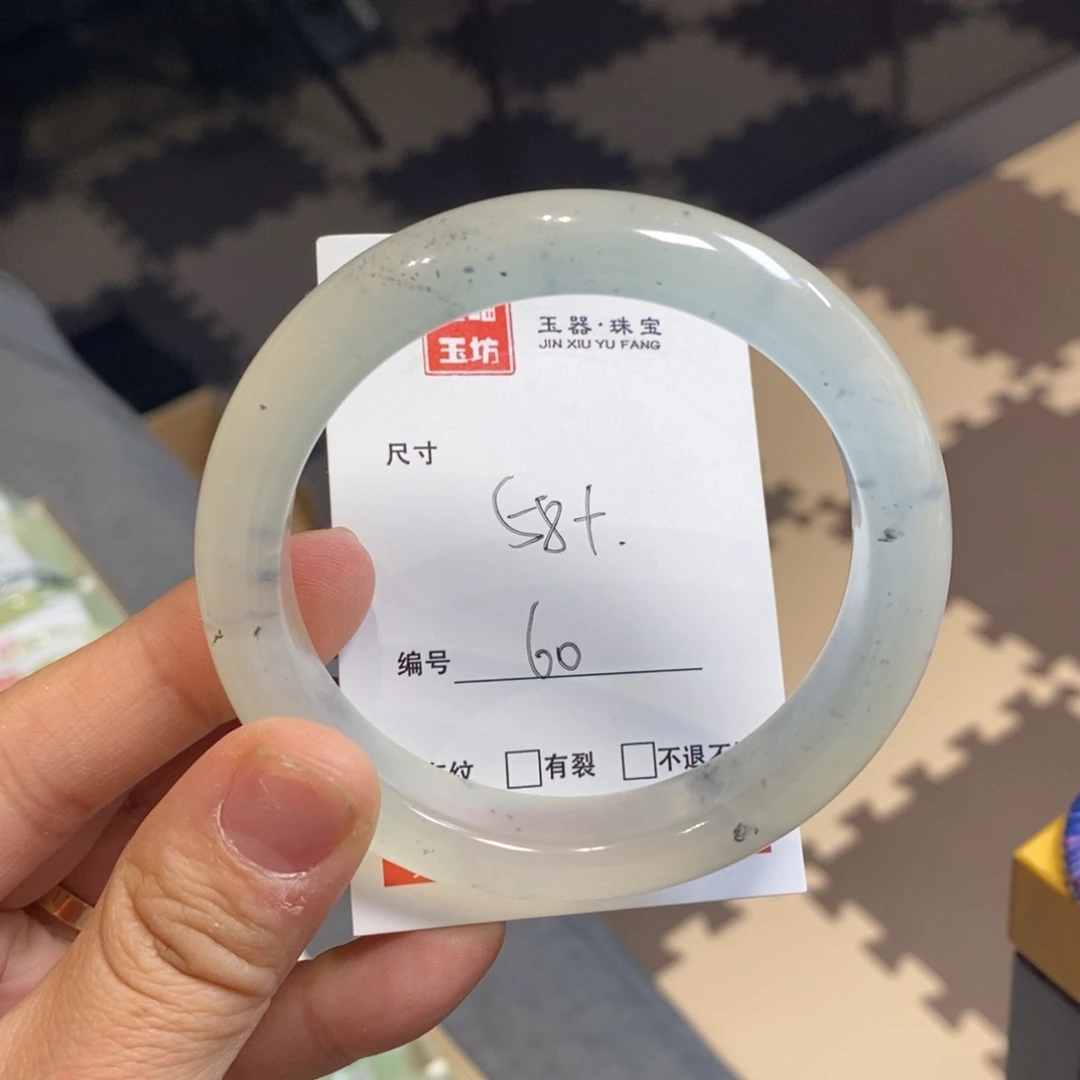 玉坊
玉器·珠宝
JIN XIU YU FANG
尺寸
58+.
编号 60
纹 □有裂 □不退